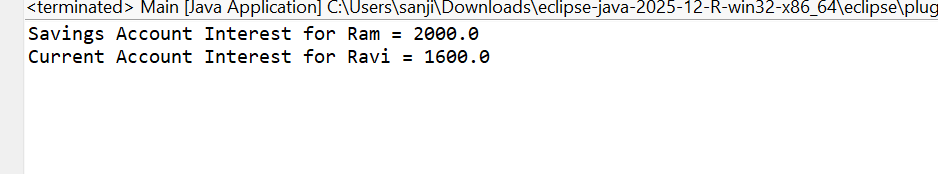 <terminated> Main [Java Application] C:\Users\sanji\Downloads\eclipse-java-2025-12-R-win32-x86_64\eclipse\plug
Savings Account Interest for Ram = 2000.0
Current Account Interest for Ravi = 1600.0